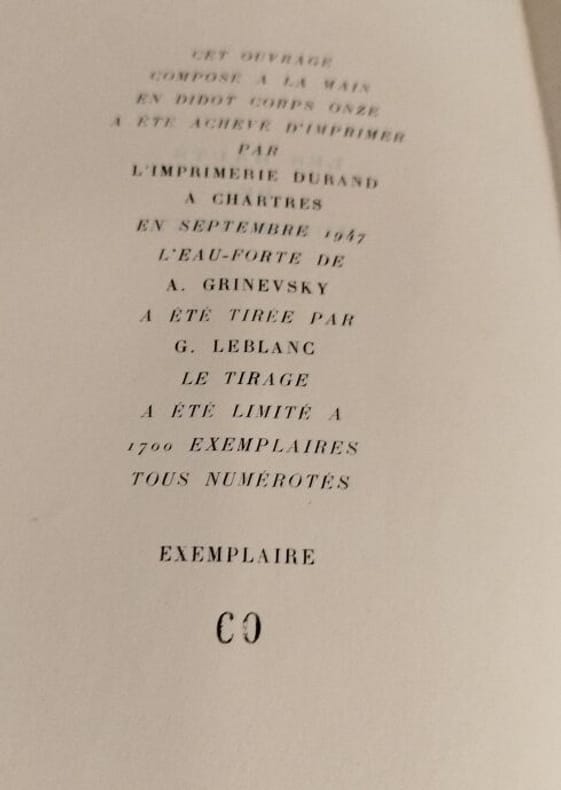 CET OUVRAGE
COMPOSÉ A LA MAIN
EN DIDOT CORPS ONZE
A ÉTÉ ACHEVÉ D'IMPRIMER
PAR
L'IMPRIMERIE DURAND
A CHARTRES
EN SEPTEMBRE 1947
L'EAU-FORTE DE
A. GRINEVSKY
A ÉTÉ TIRÉE PAR
G. LEBLANC
LE TIRAGE
A ÉTÉ LIMITÉ A
1700 EXEMPLAIRES
TOUS NUMÉROTÉS
EXEMPLAIRE
CO